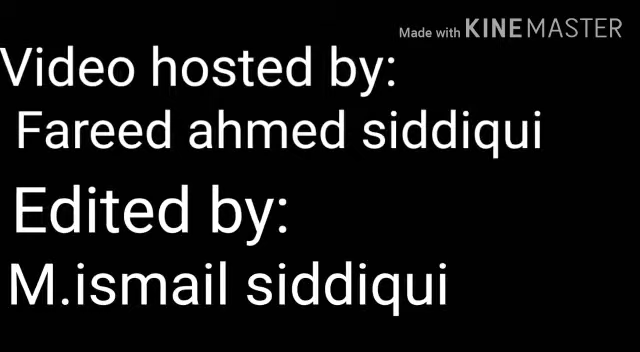 Made with KINEMASTER
Video hosted by:
Fareed ahmed siddiqui
Edited by:
M.ismail siddiqui